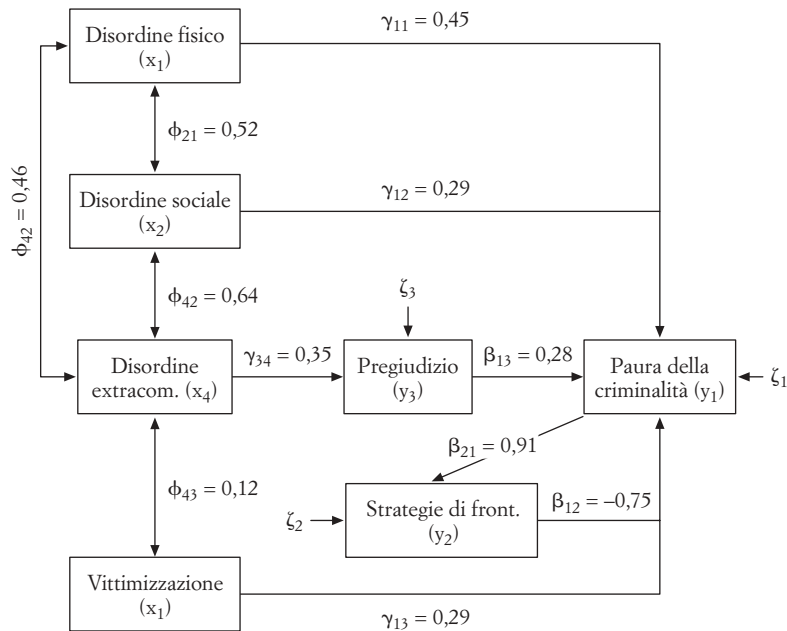 Disordine fisico
(x₁)
γ₁₁ = 0,45
ϕ₂₁ = 0,52
ϕ₄₂ = 0,46
Disordine sociale
(x₂)
γ₁₂ = 0,29
ϕ₄₂ = 0,64
ζ₃
Disordine
extracom. (x₄)
γ₃₄ = 0,35
Pregiudizio
(y₃)
β₁₃ = 0,28
Paura della
criminalità (y₁)
ζ₁
β₂₁ = 0,91
ϕ₄₃ = 0,12
ζ₂
Strategie di front.
(y₂)
β₁₂ = –0,75
Vittimizzazione
(x₁)
γ₁₃ = 0,29